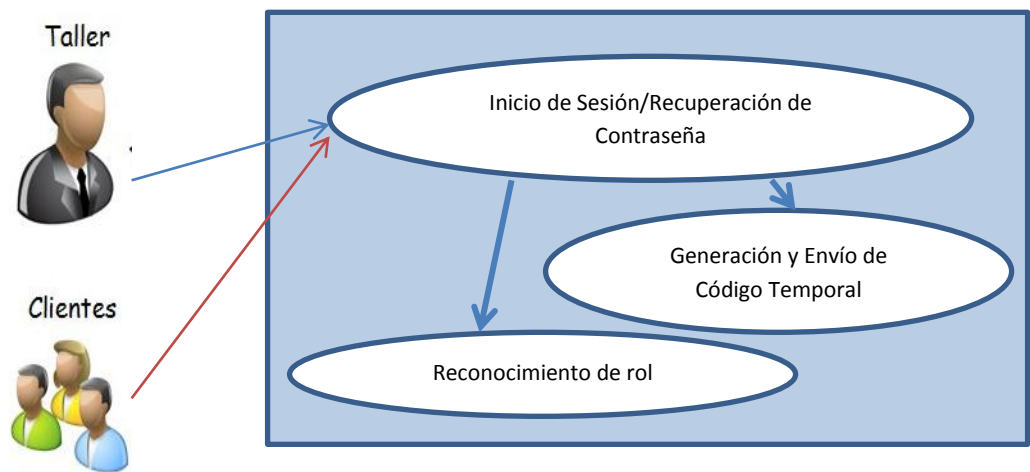 Taller
Inicio de Sesión/Recuperación de
Contraseña
Generación y Envío de
Código Temporal
Clientes
Reconocimiento de rol